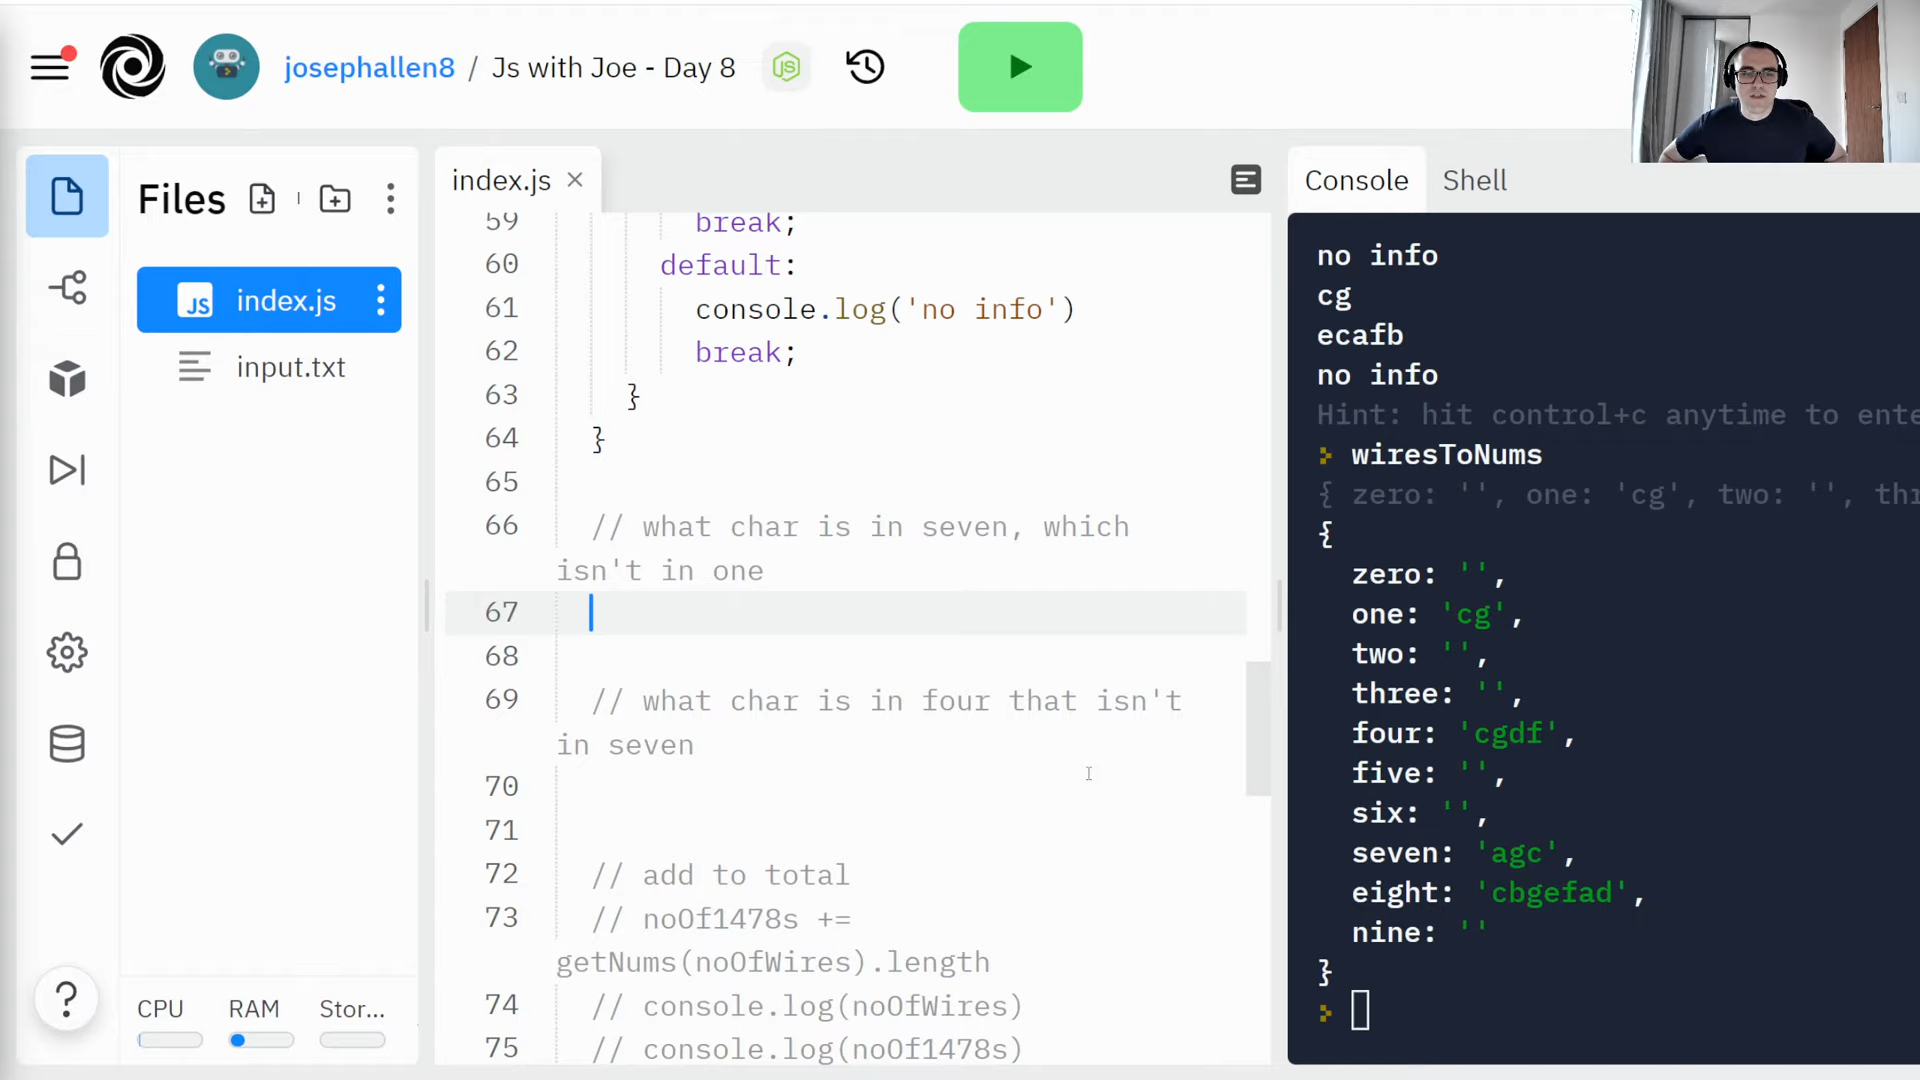 josephallen8 / Js with Joe - Day 8
Files
JS index.js
input.txt
CPU RAM Stor...
index.js
59 break;
60 default:
61 console.log('no info')
62 break;
63 }
64 }
65
66 // what char is in seven, which
isn't in one
67
68
69 // what char is in four that isn't
in seven
70
71
72 // add to total
73 // noOf1478s +=
getNums(noOfWires).length
74 // console.log(noOfWires)
75 // console.log(noOf1478s)
Console Shell
no info
cg
ecafb
no info
Hint: hit control+c anytime to ente
wiresToNums
{ zero: '', one: 'cg', two: '', thr
{
zero: '',
one: 'cg',
two: '',
three: '',
four: 'cgdf',
five: '',
six: '',
seven: 'agc',
eight: 'cbgefad',
nine: ''
}